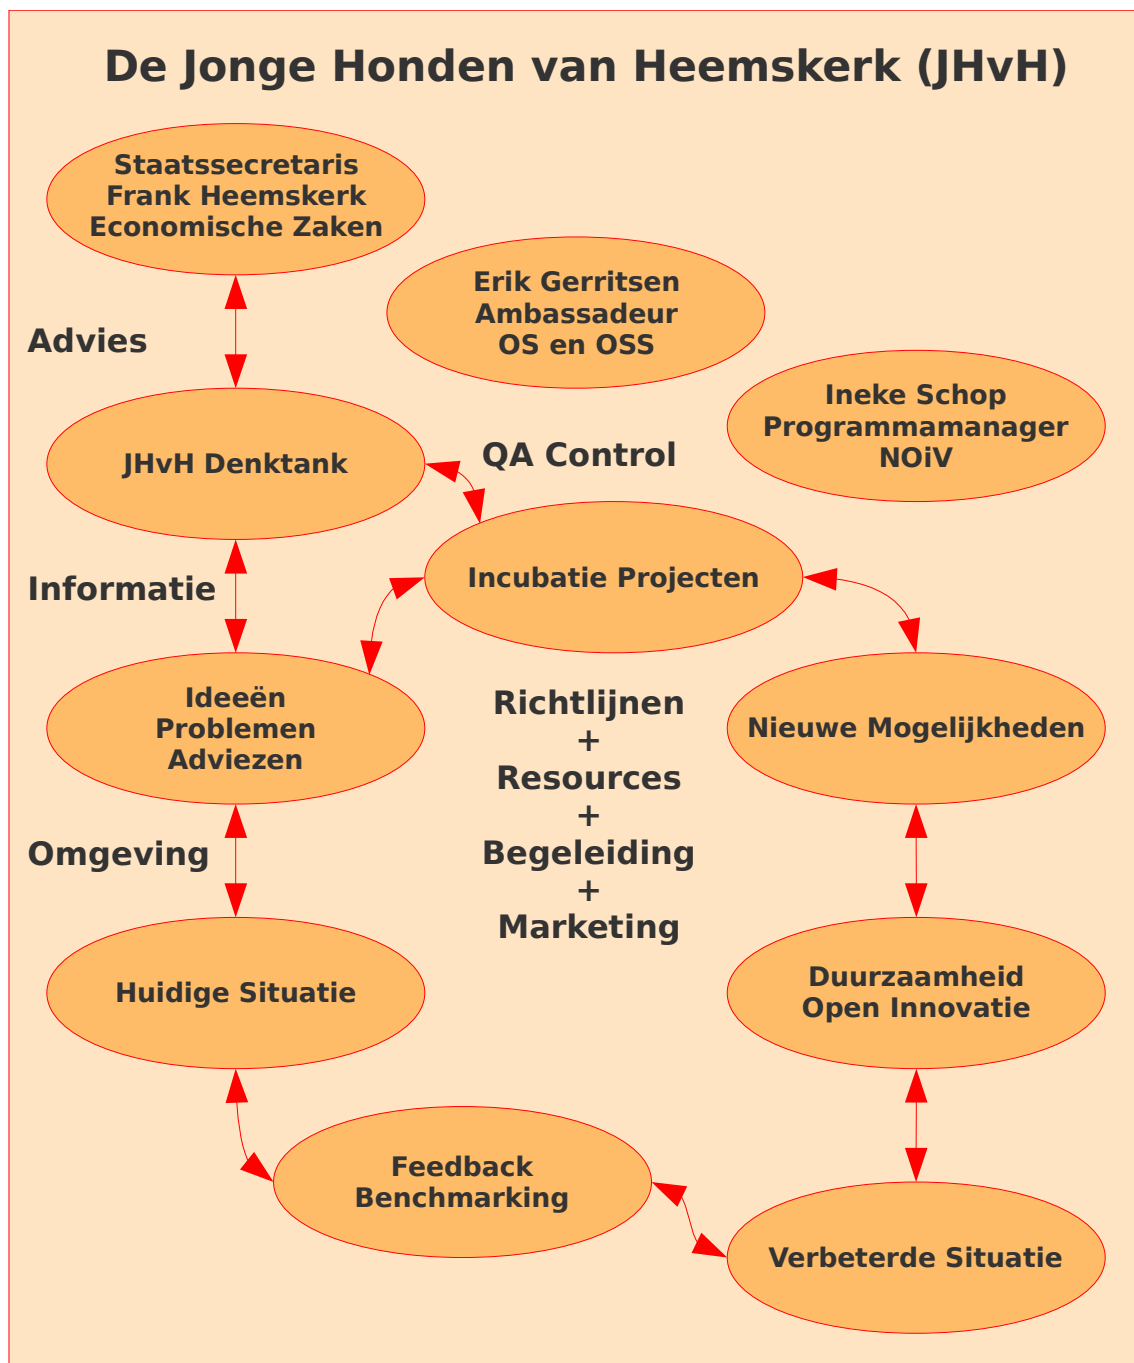 De Jonge Honden van Heemskerk (JHvH)
Staatssecretaris
Frank Heemskerk
Economische Zaken
Erik Gerritsen
Ambassadeur
OS en OSS
Advies
Ineke Schop
Programmamanager
NOiV
JHvH Denktank
QA Control
Incubatie Projecten
Informatie
Ideeën
Problemen
Adviezen
Richtlijnen
+
Resources
+
Begeleiding
+
Marketing
Nieuwe Mogelijkheden
Omgeving
Huidige Situatie
Duurzaamheid
Open Innovatie
Feedback
Benchmarking
Verbeterde Situatie